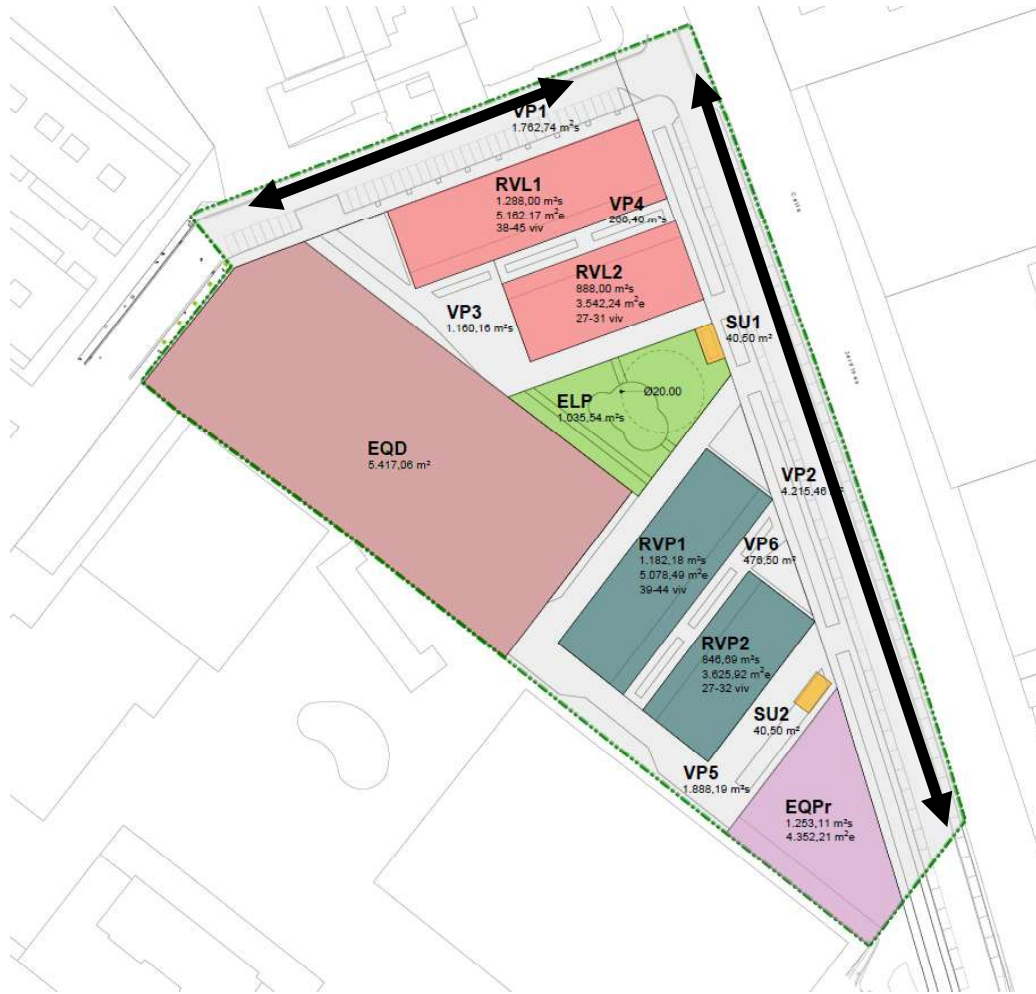 VP1
1.762,74 m²s
RVL1
1.288,00 m²s
5.162,17 m²e
38-45 viv
VP4
RVL2
888,00 m²s
3.542,24 m²e
27-31 viv
VP3
1.160,16 m²s
SU1
40,50 m²
Ø20.00
ELP
1.035,54 m²s
EQD
5.417,06 m²
VP2
4.215,46
RVP1
1.182,18 m²s
5.078,49 m²e
39-44 viv
VP6
476,50 m²
RVP2
846,69 m²s
3.625,92 m²e
27-32 viv
SU2
40,50 m²
VP5
1.888,19 m²s
EQPr
1.253,11 m²s
4.352,21 m²e
Calle